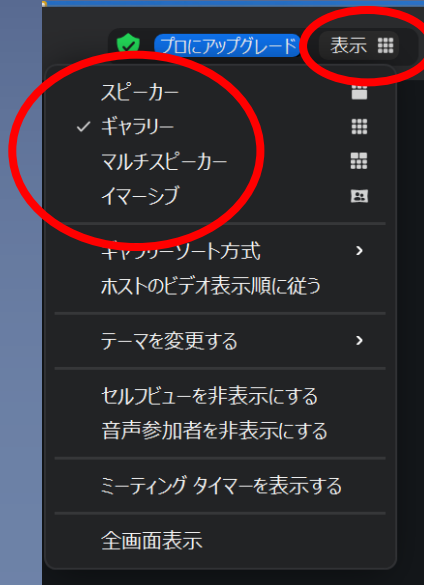 プロにアップグレード 表示
スピーカー
ギャラリー
マルチスピーカー
イマーシブ
ギャラリーソート方式
ホストのビデオ表示順に従う
テーマを変更する
セルフビューを非表示にする
音声参加者を非表示にする
ミーティング タイマーを表示する
全画面表示